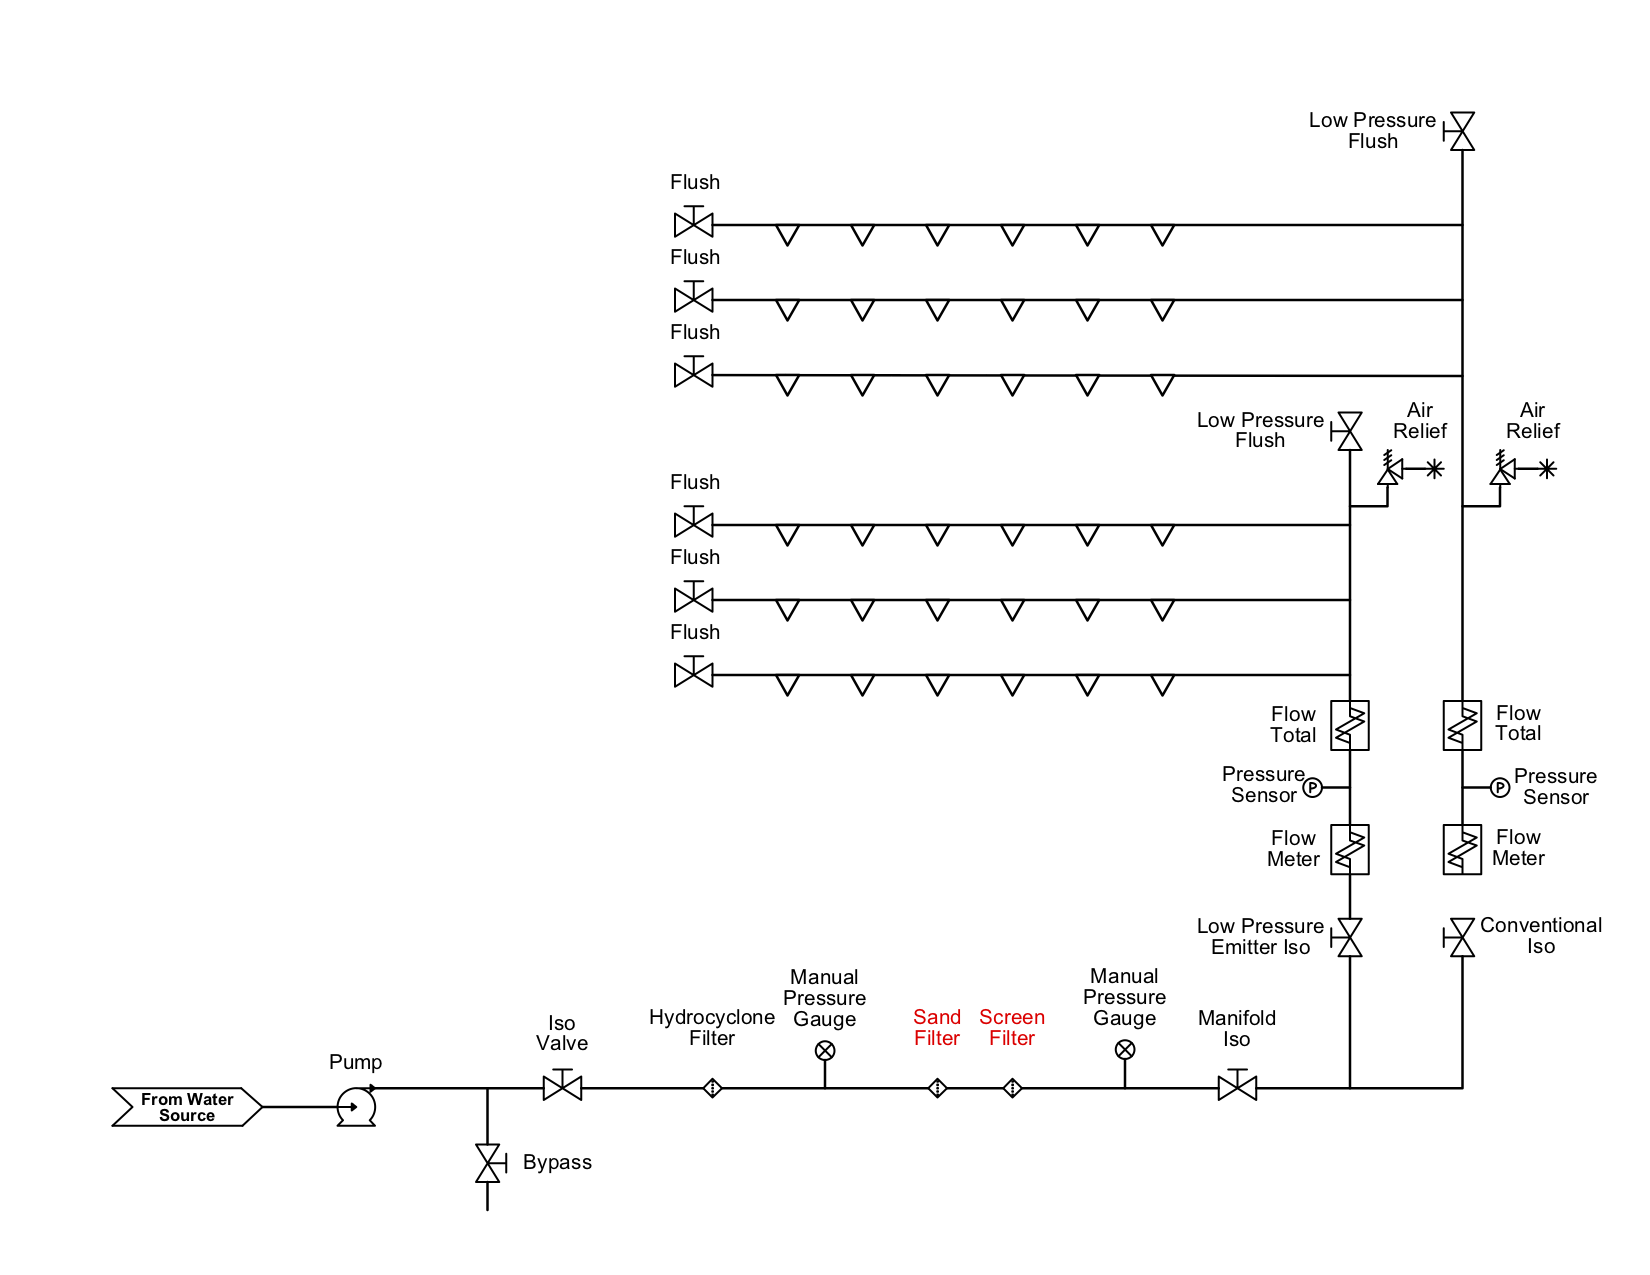 Low Pressure
Flush
Flush
Flush
Flush
Low Pressure
Flush
Air
Relief
Air
Relief
Flush
Flush
Flush
Flow
Total
Flow
Total
Pressure
Sensor
P
P
Pressure
Sensor
Flow
Meter
Flow
Meter
Low Pressure
Emitter Iso
Conventional
Iso
Pump
Iso
Valve
Hydrocyclone
Filter
Manual
Pressure
Gauge
Sand
Filter
Screen
Filter
Manual
Pressure
Gauge
Manifold
Iso
From Water
Source
Bypass